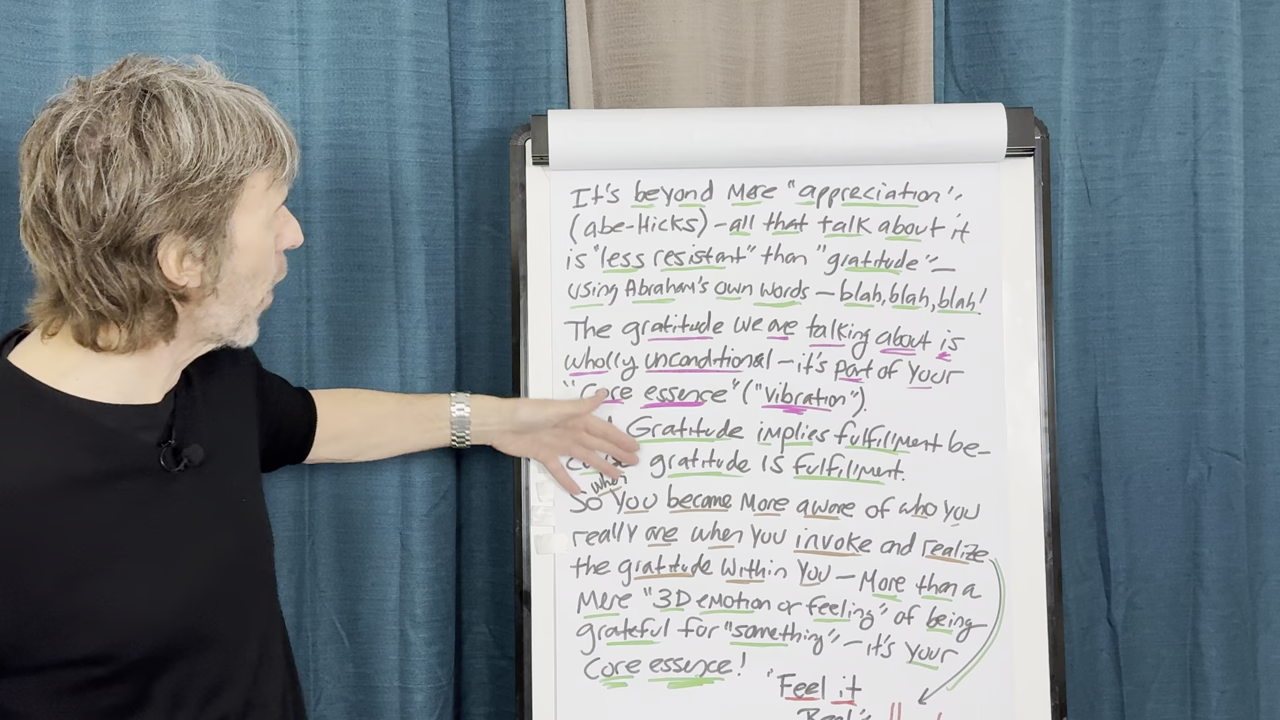 It's beyond mere "appreciation".
(abe-Hicks) – all that talk about it
is "less resistant" than "gratitude" –
using Abraham's own words – blah, blah, blah!
The gratitude we are talking about is
wholly unconditional – it's part of your
"Core essence" ("vibration").
Gratitude implies fulfillment be-
gratitude is fulfillment.
when
So you become more aware of who you
really are when you invoke and realize
the gratitude within you – more than a
mere "3D emotion or feeling" of being
grateful for "something" – it's your
core essence!
"Feel it
Real"